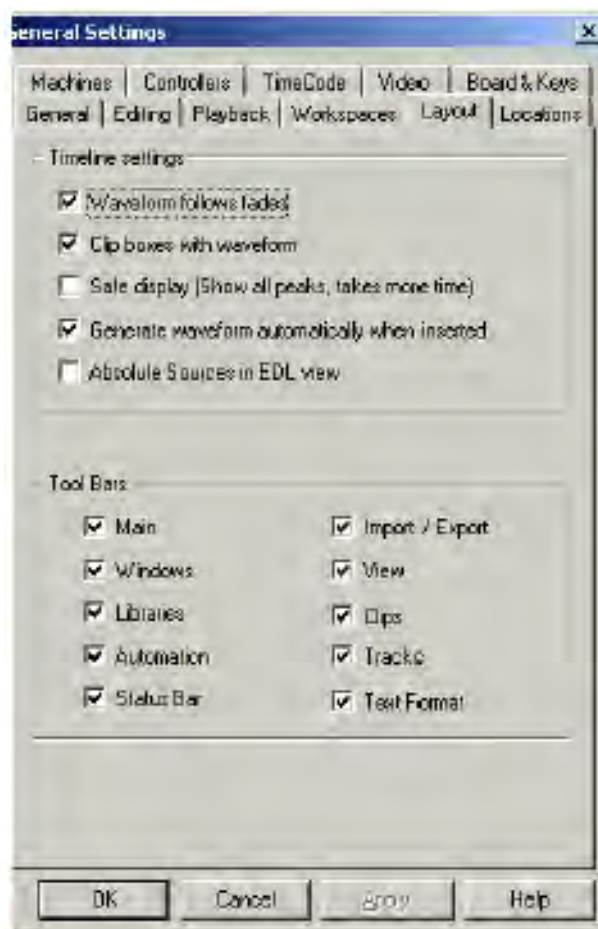 General Settings
Machines | Controllers | TimeCode | Video | Board & Keys
General | Editing | Playback | Workspaces | Layout | Locations
Timeline settings
Waveform follows fades
Clip boxes with waveform
Safe display (Show all peaks, takes more time)
Generate waveform automatically when inserted
Absolute Sources in EDL view
Tool Bars
Main
Import / Export
Windows
View
Libraries
Clips
Automation
Tracks
Status Bar
Text Format
OK Cancel Apply Help